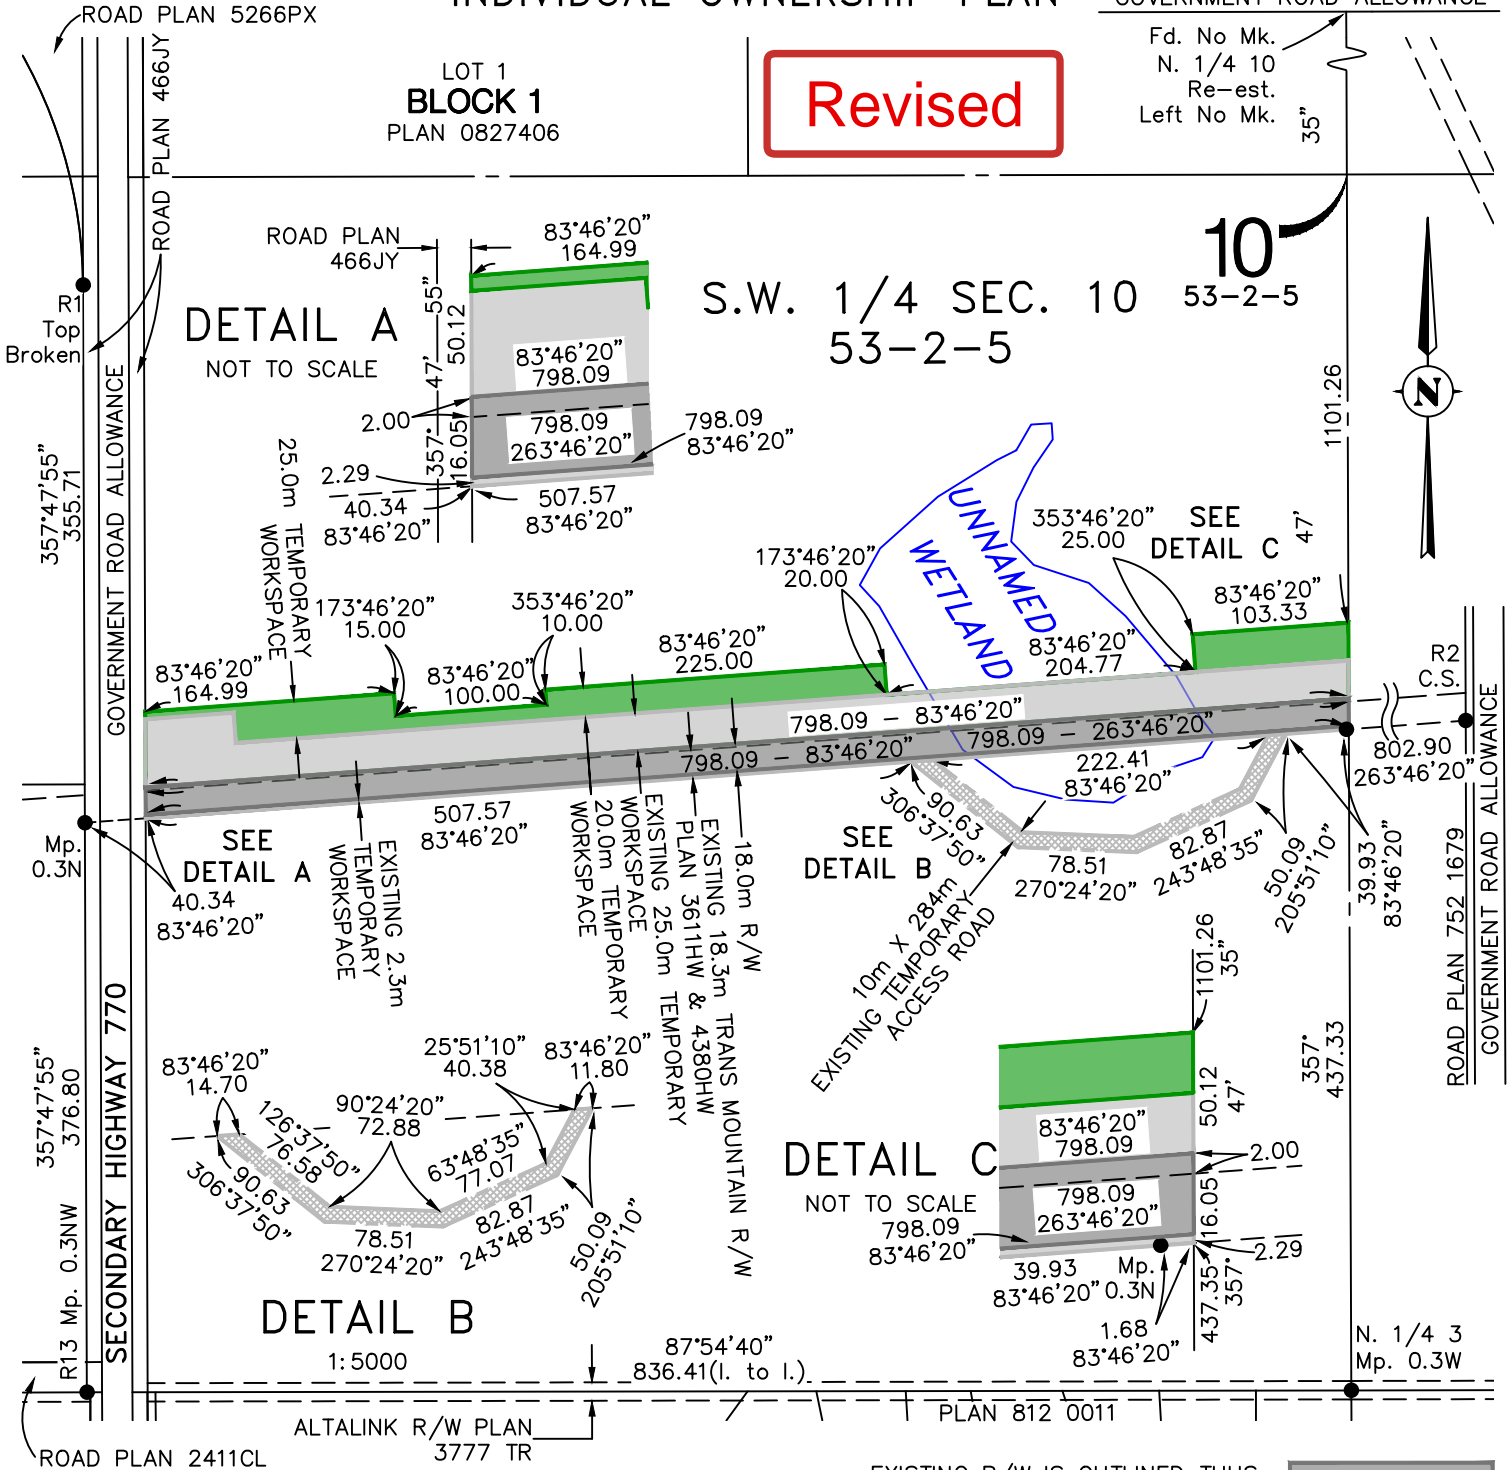 INDIVIDUAL OWNERSHIP PLAN
GOVERNMENT ROAD ALLOWANCE
ROAD PLAN 5266PX
ROAD PLAN 466JY
LOT 1
BLOCK 1
PLAN 0827406
Revised
Fd. No Mk.
N. 1/4 10
Re-est.
Left No Mk.
35"
ROAD PLAN
466JY
83°46'20"
164.99
10
53-2-5
S.W. 1/4 SEC. 10
53-2-5
R1
Top
Broken
DETAIL A
NOT TO SCALE
357° 47' 55"
50.12
16.05
83°46'20"
798.09
2.00
798.09
263°46'20"
798.09
83°46'20"
2.29
40.34
83°46'20"
507.57
83°46'20"
1101.26
47'
GOVERNMENT ROAD ALLOWANCE
357°47'55"
355.71
25.0m TEMPORARY
WORKSPACE
UNNAMED
WETLAND
353°46'20"
25.00
SEE
DETAIL C
173°46'20"
20.00
83°46'20"
103.33
173°46'20"
15.00
353°46'20"
10.00
83°46'20"
225.00
83°46'20"
204.77
83°46'20"
164.99
83°46'20"
100.00
R2
C.S.
798.09 - 83°46'20"
798.09 - 263°46'20"
798.09 - 83°46'20"
222.41
83°46'20"
802.90
263°46'20"
507.57
83°46'20"
SEE
DETAIL A
Mp.
0.3N
40.34
83°46'20"
EXISTING 2.3m
TEMPORARY
WORKSPACE
20.0m TEMPORARY
WORKSPACE
EXISTING 25.0m TEMPORARY
WORKSPACE
EXISTING 18.3m TRANS MOUNTAIN R/W
PLAN 3611HW & 4380HW
18.0m R/W
SEE
DETAIL B
90.63
306°37'50"
78.51
270°24'20"
82.87
243°48'35"
50.09
205°51'10"
39.93
83°46'20"
10m X 284m
EXISTING TEMPORARY
ACCESS ROAD
ROAD PLAN 752 1679
GOVERNMENT ROAD ALLOWANCE
SECONDARY HIGHWAY 770
357°47'55"
376.80
R13 Mp. 0.3NW
83°46'20"
14.70
90°24'20"
72.88
25°51'10"
40.38
83°46'20"
11.80
126°37'50"
76.58
63°48'35"
77.07
90.63
306°37'50"
78.51
270°24'20"
82.87
243°48'35"
50.09
205°51'10"
DETAIL B
1:5000
1101.26
35"
357°
437.33
DETAIL C
NOT TO SCALE
50.12
47'
83°46'20"
798.09
2.00
798.09
263°46'20"
798.09
83°46'20"
16.05
2.29
39.93
83°46'20"
Mp.
0.3N
437.35
357°
1.68
83°46'20"
87°54'40"
836.41(l. to l.)
N. 1/4 3
Mp. 0.3W
ALTALINK R/W PLAN
3777 TR
PLAN 812 0011
ROAD PLAN 2411CL
EXISTING R/W IS OUTLINED THUS